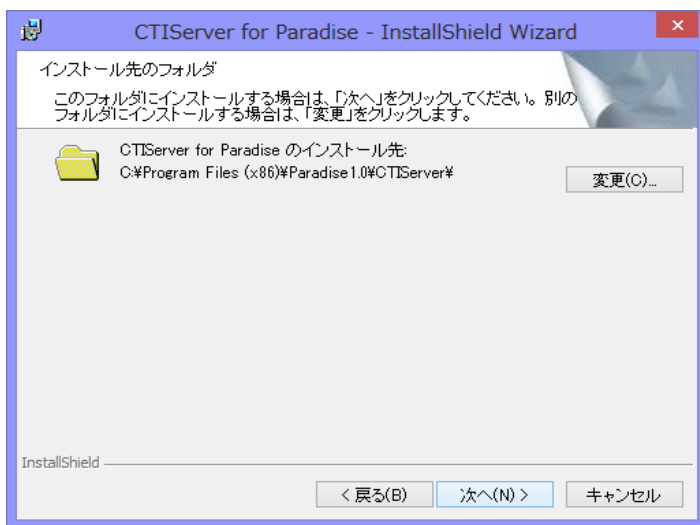 CTIServer for Paradise - InstallShield Wizard
インストール先のフォルダ
このフォルダにインストールする場合は、「次へ」をクリックしてください。別の
フォルダにインストールする場合は、「変更」をクリックします。
CTIServer for Paradise のインストール先:
C:¥Program Files (x86)¥Paradise1.0¥CTIServer¥
変更(C)...
InstallShield
< 戻る(B)
次へ(N) >
キャンセル